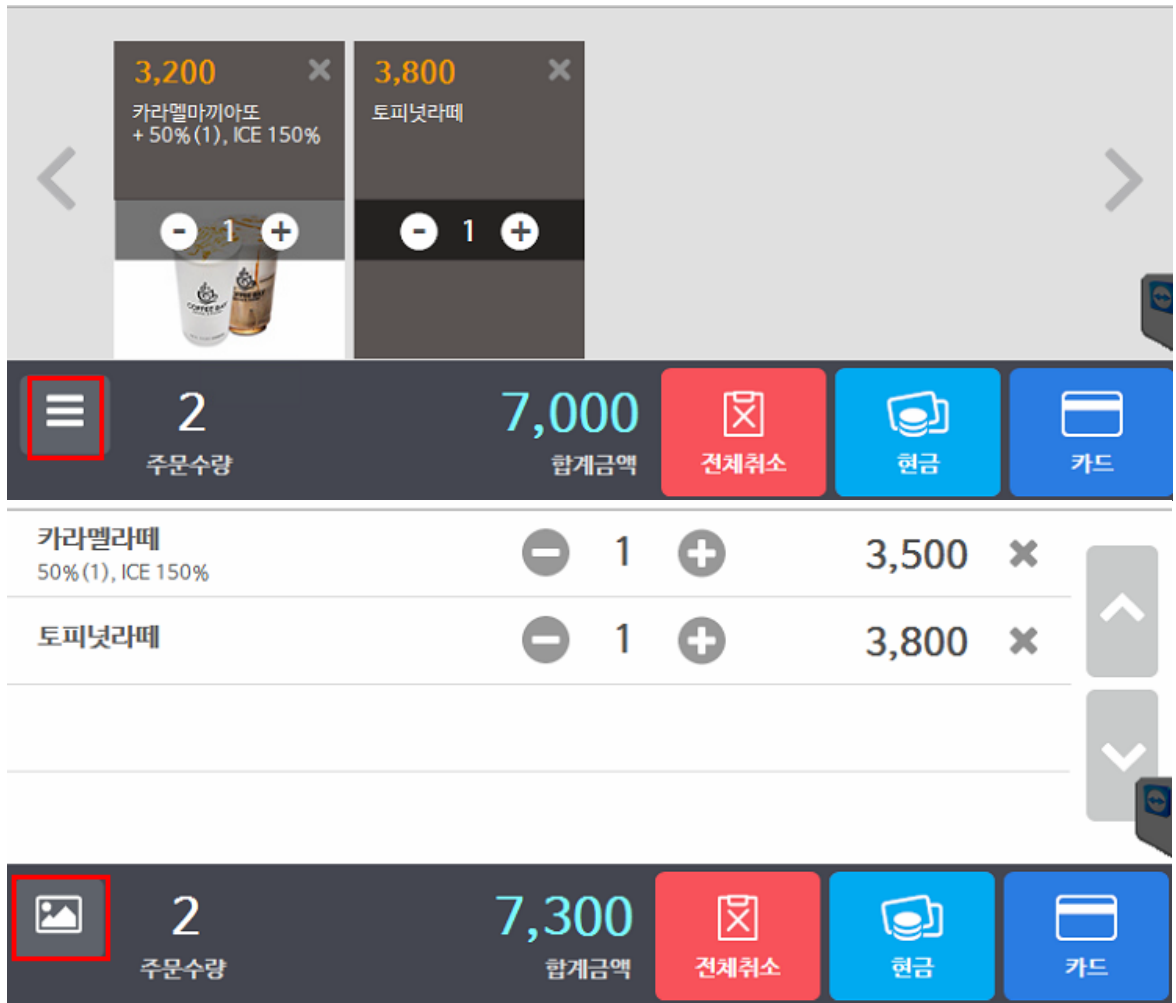 3,200
카라멜마끼아또
+ 50%(1), ICE 150%
1
3,800
토피넛라떼
1
COFFEE BAY
2
주문수량
7,000
합계금액
전체취소
현금
카드
카라멜라떼
50%(1), ICE 150%
1
3,500
토피넛라떼
1
3,800
2
주문수량
7,300
합계금액
전체취소
현금
카드